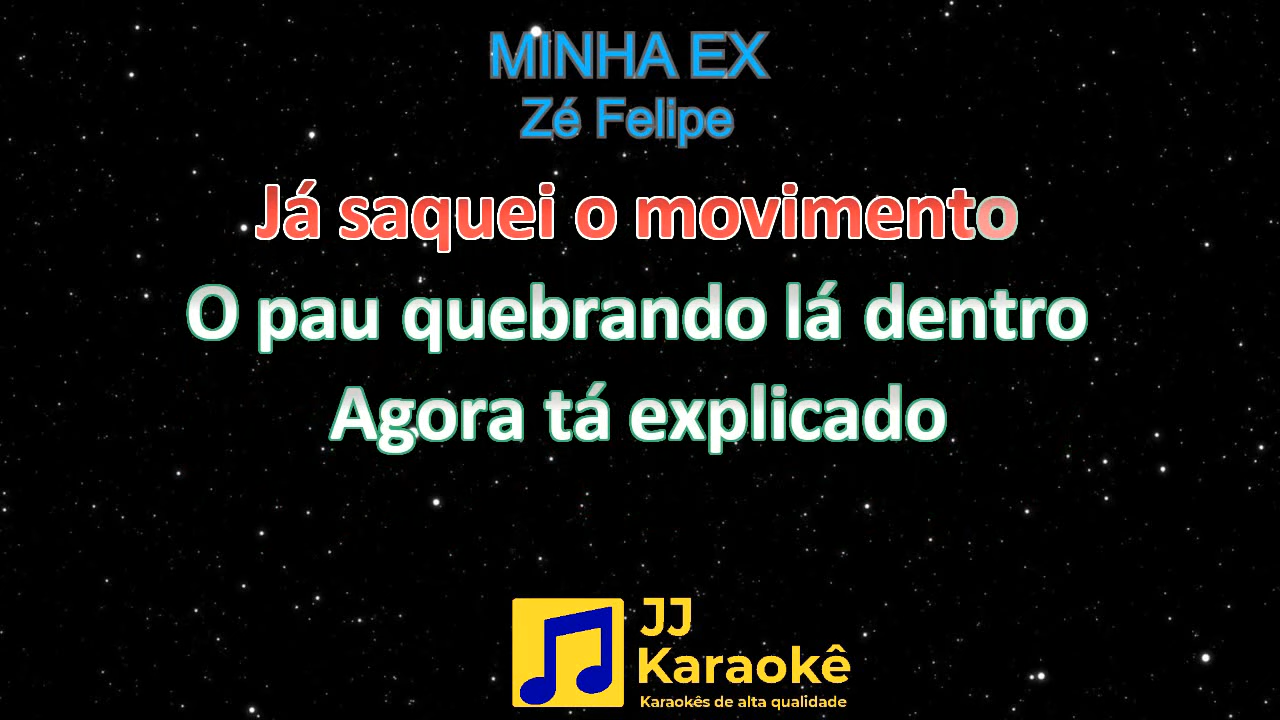 MINHA EX
Zé Felipe
Já saquei o movimento
O pau quebrando lá dentro
Agora tá explicado
JJ
Karaokê
Karaokês de alta qualidade